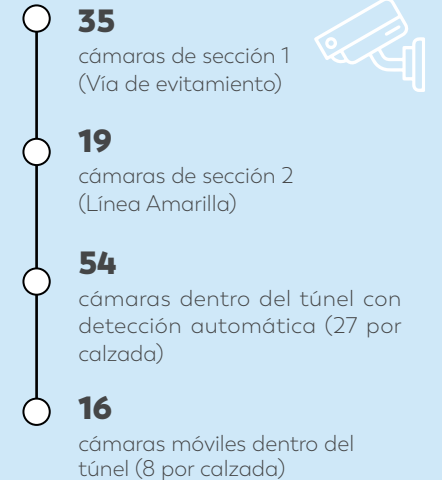 35
cámaras de sección 1
(Vía de evitamiento)
19
cámaras de sección 2
(Línea Amarilla)
54
cámaras dentro del túnel con
detección automática (27 por
calzada)
16
cámaras móviles dentro del
túnel (8 por calzada)